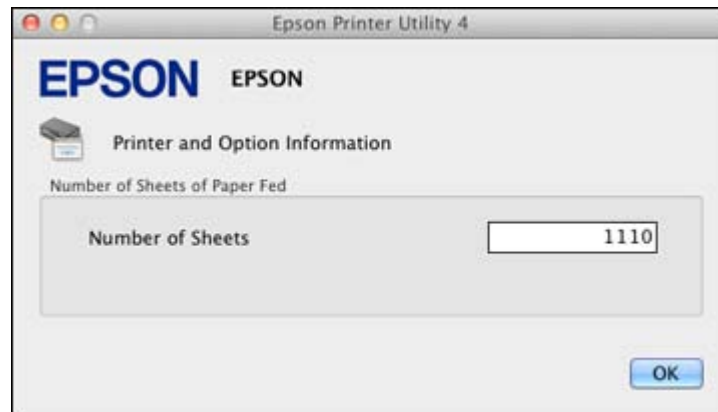 Epson Printer Utility 4
EPSON EPSON
Printer and Option Information
Number of Sheets of Paper Fed
Number of Sheets 1110
OK